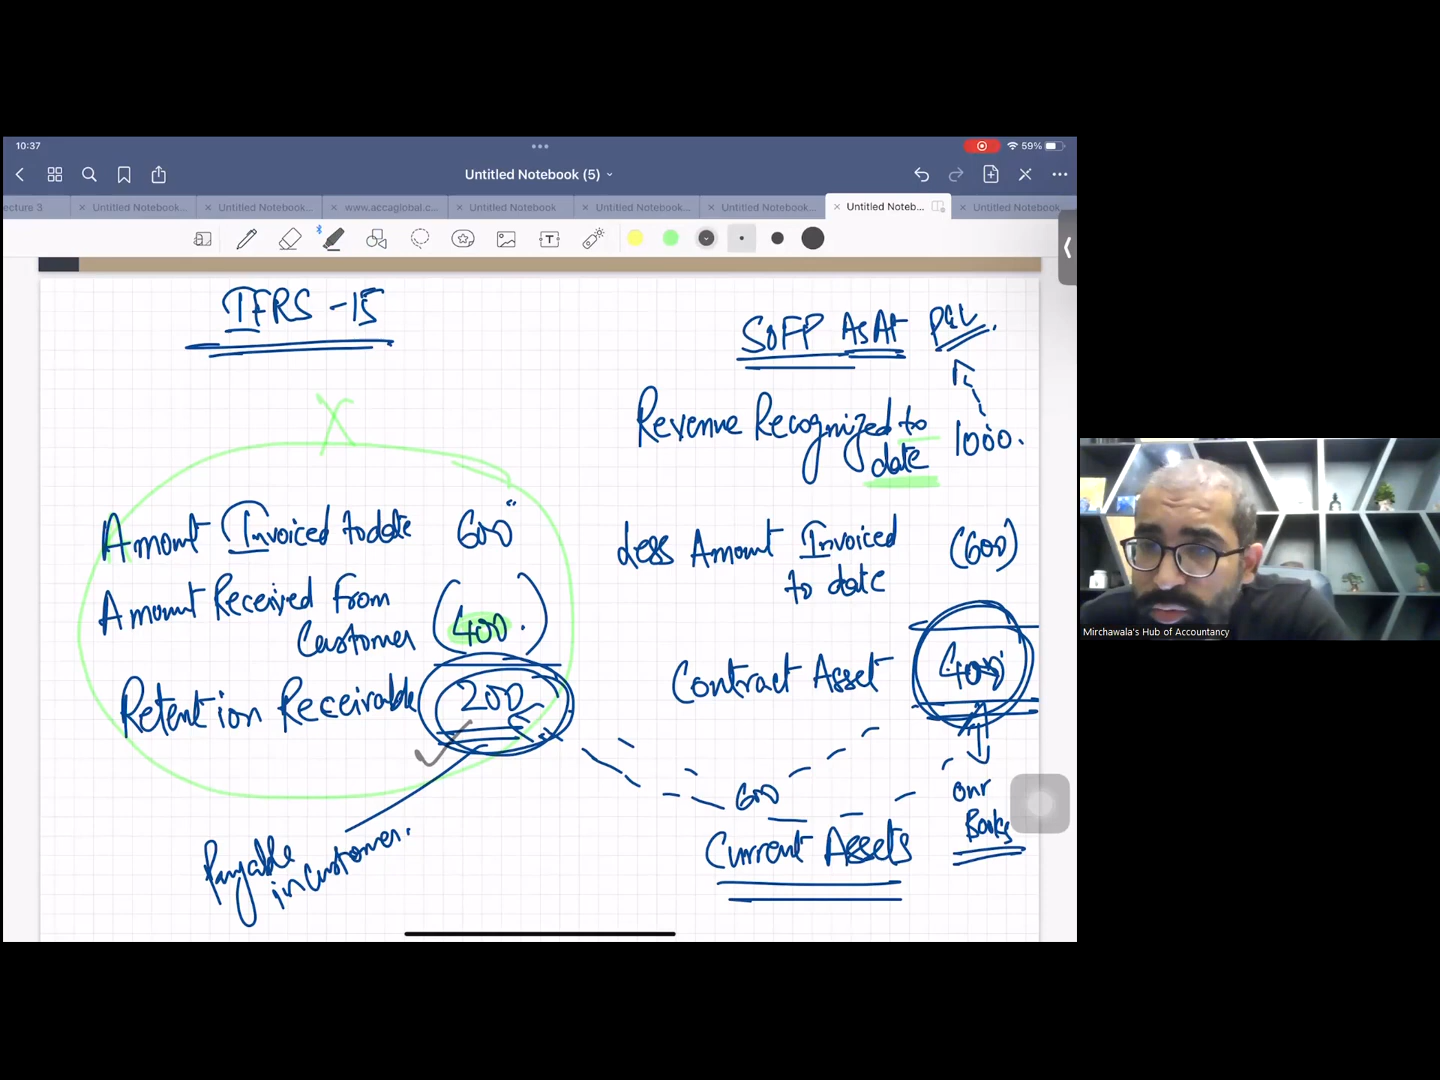 10:37
59%
Untitled Notebook (5)
ecture 3
Untitled Notebook...
Untitled Notebook...
www.accaglobal.c...
Untitled Notebook
Untitled Notebook...
Untitled Notebook...
Untitled Noteb...
Untitled Notebook
IFRS -15
SOFP As At P&L.
Revenue Recognized to date 1000.
Amount Invoiced to date 600
Amount Received From
Customer (400.)
Retention Receivable 200
Payable
in customer.
Less Amount Invoiced
to date (600)
Contract Asset 400
our
Books
600
Current Assets
Mirchawala's Hub of Accountancy